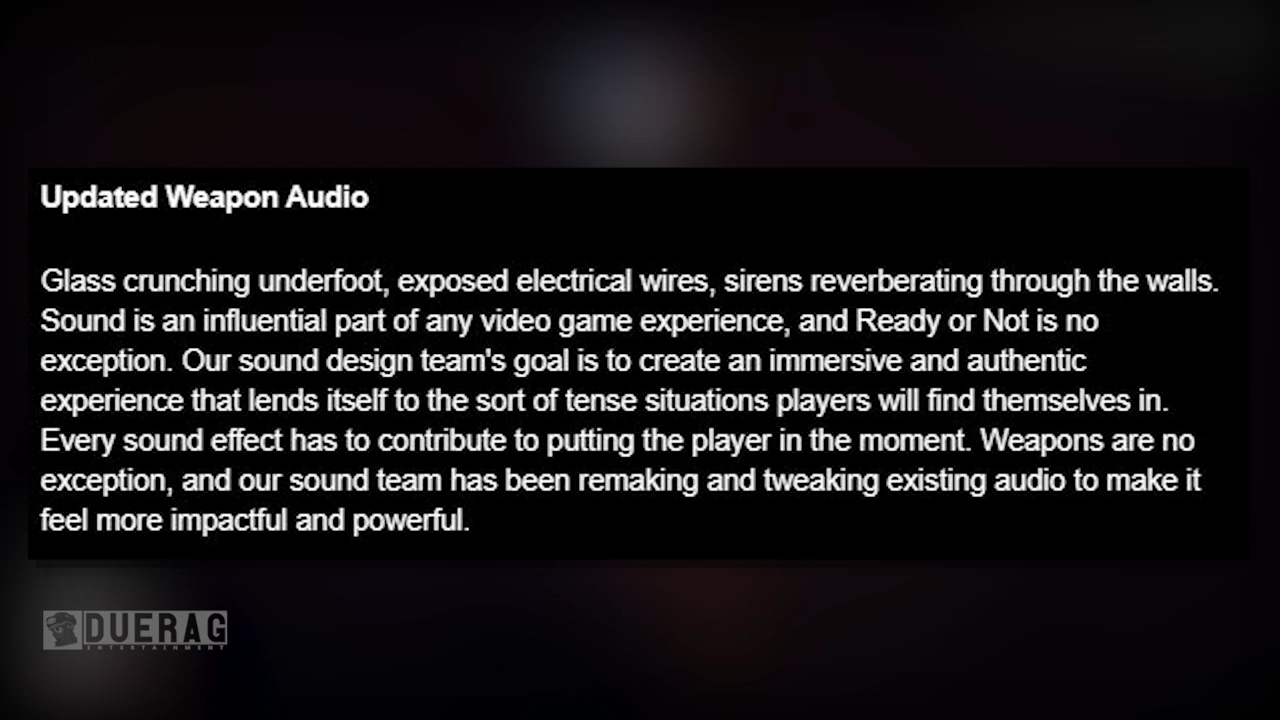 Updated Weapon Audio
Glass crunching underfoot, exposed electrical wires, sirens reverberating through the walls.
Sound is an influential part of any video game experience, and Ready or Not is no
exception. Our sound design team's goal is to create an immersive and authentic
experience that lends itself to the sort of tense situations players will find themselves in.
Every sound effect has to contribute to putting the player in the moment. Weapons are no
exception, and our sound team has been remaking and tweaking existing audio to make it
feel more impactful and powerful.
DUERAG
ENTERTAINMENT